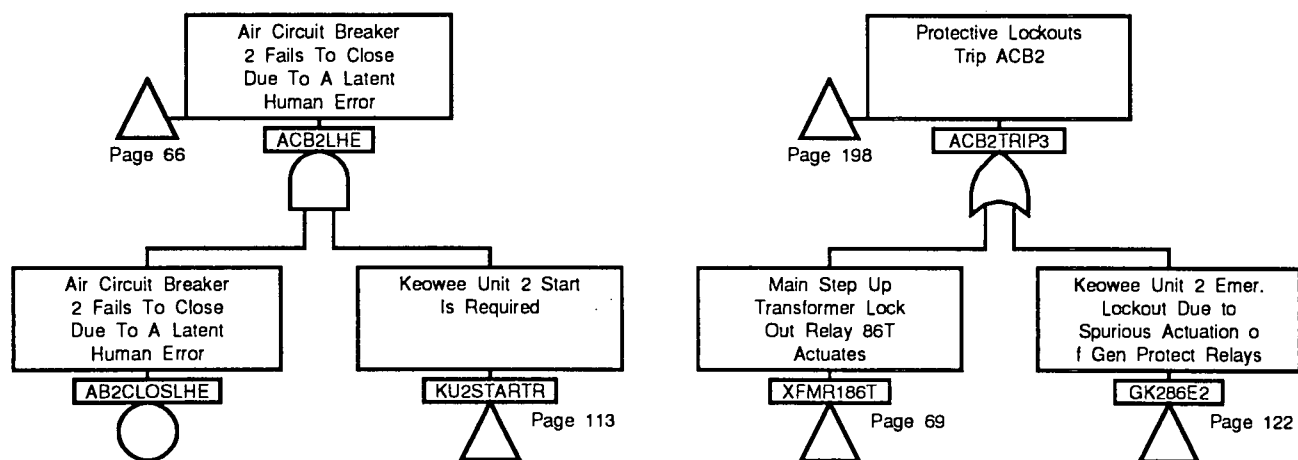 Air Circuit Breaker
2 Fails To Close
Due To A Latent
Human Error
Page 66
ACB2LHE
Air Circuit Breaker
2 Fails To Close
Due To A Latent
Human Error
AB2CLOSLHE
Keowee Unit 2 Start
Is Required
KU2STARTR
Page 113
Protective Lockouts
Trip ACB2
Page 198
ACB2TRIP3
Main Step Up
Transformer Lock
Out Relay 86T
Actuates
XFMR186T
Page 69
Keowee Unit 2 Emer.
Lockout Due to
Spurious Actuation o
f Gen Protect Relays
GK286E2
Page 122